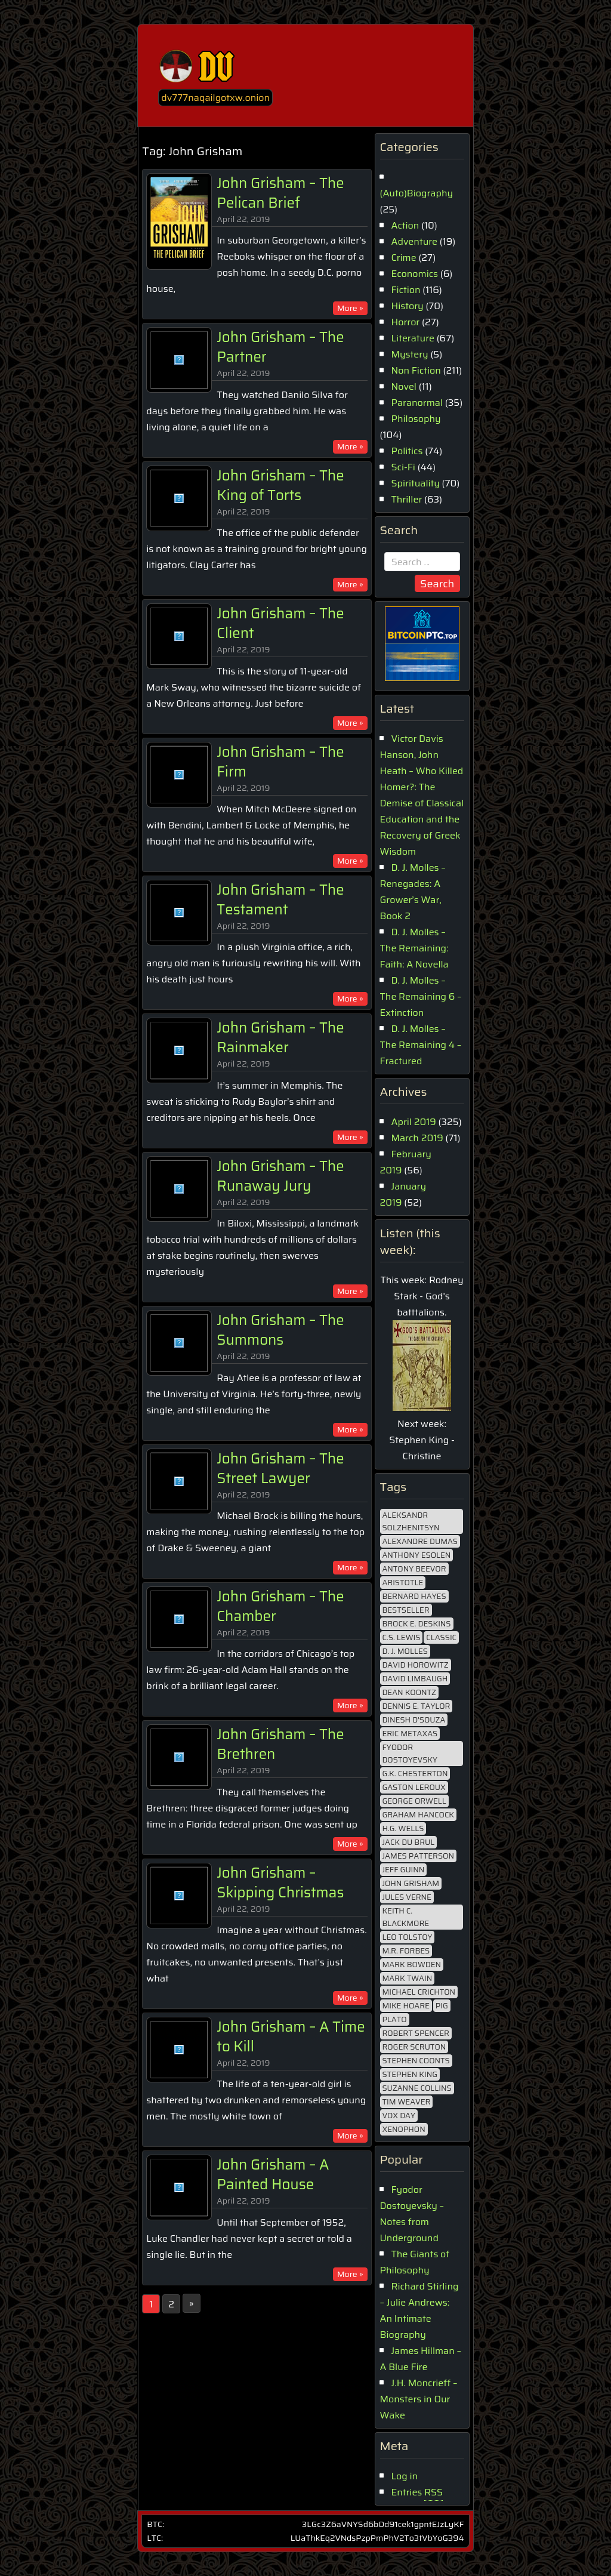 DV
dv777naqailgotxw.onion
Tag: John Grisham
JOHN
GRISHAM
THE PELICAN BRIEF
John Grisham – The
Pelican Brief
April 22, 2019
In suburban Georgetown, a killer's
Reeboks whisper on the floor of a
posh home. In a seedy D.C. porno
house,
More »
John Grisham – The
Partner
April 22, 2019
They watched Danilo Silva for
days before they finally grabbed him. He was
living alone, a quiet life on a
More »
John Grisham – The
King of Torts
April 22, 2019
The office of the public defender
is not known as a training ground for bright young
litigators. Clay Carter has
More »
John Grisham – The
Client
April 22, 2019
This is the story of 11-year-old
Mark Sway, who witnessed the bizarre suicide of
a New Orleans attorney. Just before
More »
John Grisham – The
Firm
April 22, 2019
When Mitch McDeere signed on
with Bendini, Lambert & Locke of Memphis, he
thought that he and his beautiful wife,
More »
John Grisham – The
Testament
April 22, 2019
In a plush Virginia office, a rich,
angry old man is furiously rewriting his will. With
his death just hours
More »
John Grisham – The
Rainmaker
April 22, 2019
It's summer in Memphis. The
sweat is sticking to Rudy Baylor's shirt and
creditors are nipping at his heels. Once
More »
John Grisham – The
Runaway Jury
April 22, 2019
In Biloxi, Mississippi, a landmark
tobacco trial with hundreds of millions of dollars
at stake begins routinely, then swerves
mysteriously
More »
John Grisham – The
Summons
April 22, 2019
Ray Atlee is a professor of law at
the University of Virginia. He's forty-three, newly
single, and still enduring the
More »
John Grisham – The
Street Lawyer
April 22, 2019
Michael Brock is billing the hours,
making the money, rushing relentlessly to the top
of Drake & Sweeney, a giant
More »
John Grisham – The
Chamber
April 22, 2019
In the corridors of Chicago's top
law firm: 26-year-old Adam Hall stands on the
brink of a brilliant legal career.
More »
John Grisham – The
Brethren
April 22, 2019
They call themselves the
Brethren: three disgraced former judges doing
time in a Florida federal prison. One was sent up
More »
John Grisham –
Skipping Christmas
April 22, 2019
Imagine a year without Christmas.
No crowded malls, no corny office parties, no
fruitcakes, no unwanted presents. That's just
what
More »
John Grisham – A Time
to Kill
April 22, 2019
The life of a ten-year-old girl is
shattered by two drunken and remorseless young
men. The mostly white town of
More »
John Grisham – A
Painted House
April 22, 2019
Until that September of 1952,
Luke Chandler had never kept a secret or told a
single lie. But in the
More »
1 2 »
Categories
(Auto)Biography
(25)
Action (10)
Adventure (19)
Crime (27)
Economics (6)
Fiction (116)
History (70)
Horror (27)
Literature (67)
Mystery (5)
Non Fiction (211)
Novel (11)
Paranormal (35)
Philosophy
(104)
Politics (74)
Sci-Fi (44)
Spirituality (70)
Thriller (63)
Search
Search …
Search
BITCOINPTC.TOP
Latest
Victor Davis
Hanson, John
Heath – Who Killed
Homer?: The
Demise of Classical
Education and the
Recovery of Greek
Wisdom
D. J. Molles –
Renegades: A
Grower's War,
Book 2
D. J. Molles –
The Remaining:
Faith: A Novella
D. J. Molles –
The Remaining 6 –
Extinction
D. J. Molles –
The Remaining 4 –
Fractured
Archives
April 2019 (325)
March 2019 (71)
February
2019 (56)
January
2019 (52)
Listen (this
week):
This week: Rodney
Stark - God's
batttalions.
GOD'S BATTALIONS
Next week:
Stephen King -
Christine
Tags
ALEKSANDR
SOLZHENITSYN
ALEXANDRE DUMAS
ANTHONY ESOLEN
ANTONY BEEVOR
ARISTOTLE
BERNARD HAYES
BESTSELLER
BROCK E. DESKINS
C.S. LEWIS CLASSIC
D. J. MOLLES
DAVID HOROWITZ
DAVID LIMBAUGH
DEAN KOONTZ
DENNIS E. TAYLOR
DINESH D'SOUZA
ERIC METAXAS
FYODOR
DOSTOYEVSKY
G.K. CHESTERTON
GASTON LEROUX
GEORGE ORWELL
GRAHAM HANCOCK
H.G. WELLS
JACK DU BRUL
JAMES PATTERSON
JEFF GUINN
JOHN GRISHAM
JULES VERNE
KEITH C.
BLACKMORE
LEO TOLSTOY
M.R. FORBES
MARK BOWDEN
MARK TWAIN
MICHAEL CRICHTON
MIKE HOARE PIG
PLATO
ROBERT SPENCER
ROGER SCRUTON
STEPHEN COONTS
STEPHEN KING
SUZANNE COLLINS
TIM WEAVER
VOX DAY
XENOPHON
Popular
Fyodor
Dostoyevsky –
Notes from
Underground
The Giants of
Philosophy
Richard Stirling
– Julie Andrews:
An Intimate
Biography
James Hillman –
A Blue Fire
J.H. Moncrieff –
Monsters in Our
Wake
Meta
Log in
Entries RSS
BTC: 3LGc3Z6aVNYSd6bDd91cek1gpntEJzLyKF
LTC: LUaThkEq2VNdsPzpPmPhV2To3tVbYoG394